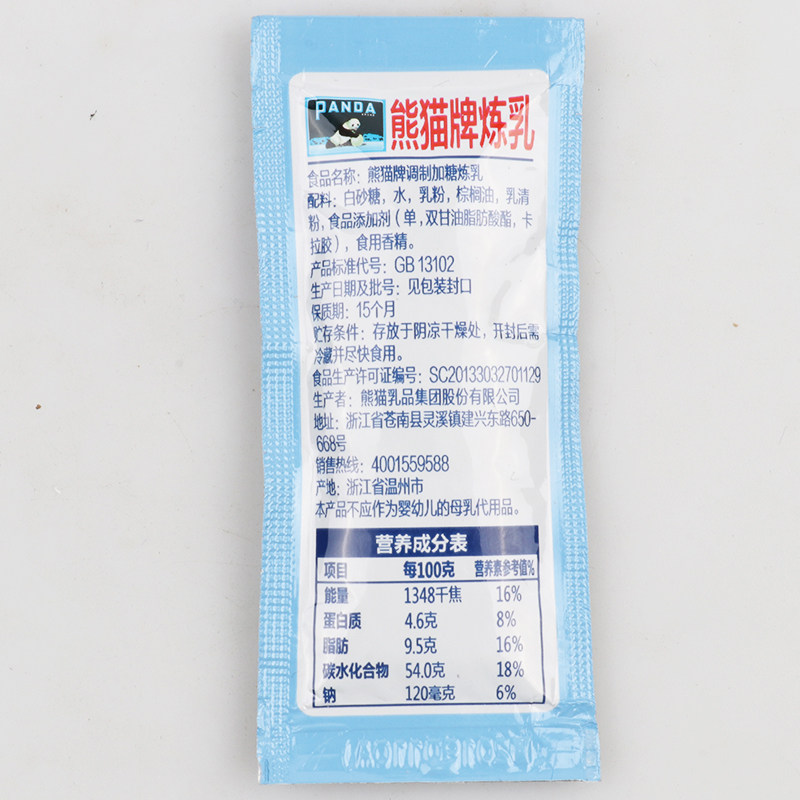 PANDA
熊猫牌炼乳
食品名称：熊猫牌调制加糖炼乳
配料：白砂糖，水，乳粉，棕榈油，乳清
粉，食品添加剂（单，双甘油脂肪酸酯，卡
拉胶），食用香精。
产品标准代号：GB 13102
生产日期及批号：见包装封口
保质期：15个月
贮存条件：存放于阴凉干燥处，开封后需
冷藏并尽快食用。
食品生产许可证编号：SC20133032701129
生产者：熊猫乳品集团股份有限公司
地址：浙江省苍南县灵溪镇建兴东路650-
668号
销售热线：4001559588
产地：浙江省温州市
本产品不应作为婴幼儿的母乳代用品。
营养成分表
项目 每100克 营养素参考值%
能量 1348千焦 16%
蛋白质 4.6克 8%
脂肪 9.5克 16%
碳水化合物 54.0克 18%
钠 120毫克 6%